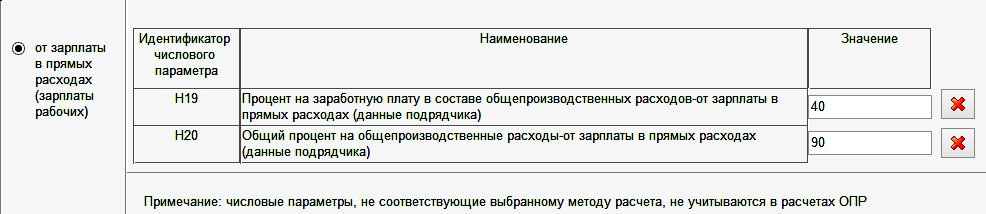 от зарплаты
в прямых
расходах
(зарплаты
рабочих)
Идентификатор
числового
параметра
Наименование
Значение
H19
Процент на заработную плату в составе общепроизводственных расходов-от зарплаты в
прямых расходах (данные подрядчика)
40
H20
Общий процент на общепроизводственные расходы-от зарплаты в прямых расходах
(данные подрядчика)
90
Примечание: числовые параметры, не соответствующие выбранному методу расчета, не учитываются в расчетах ОПР